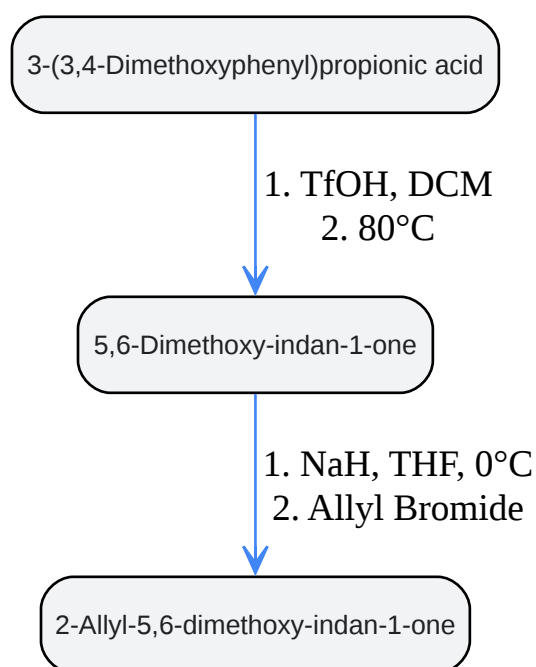 3-(3,4-Dimethoxyphenyl)propionic acid
1. TfOH, DCM
2. 80°C
5,6-Dimethoxy-indan-1-one
1. NaH, THF, 0°C
2. Allyl Bromide
2-Allyl-5,6-dimethoxy-indan-1-one